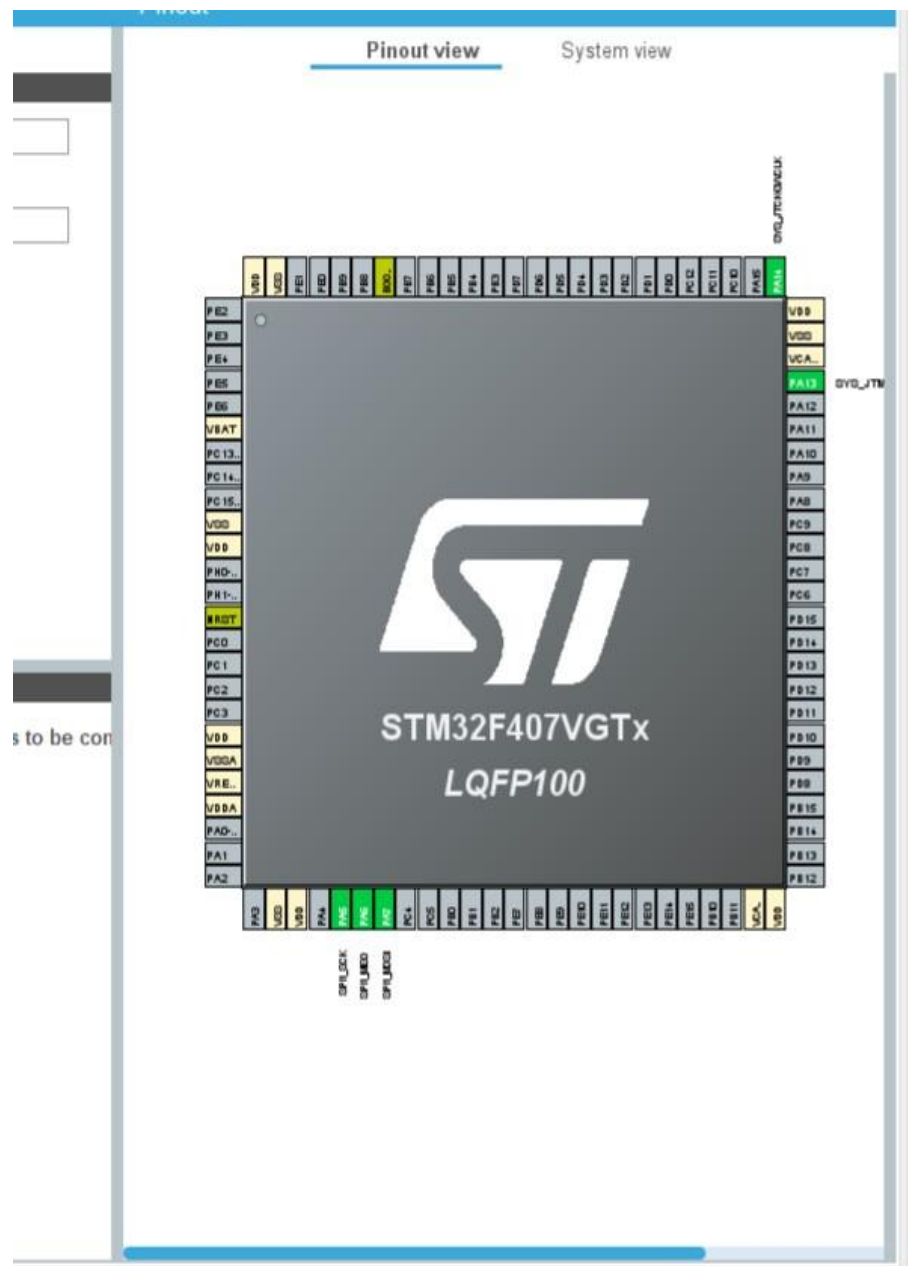 Pinout
Pinout view
System view
VDD
VSS
PE1
PE0
PB9
PB8
BOO..
PB7
PB6
PB5
PB4
PB3
PD7
PD6
PD5
PD4
PD3
PD2
PD1
PD0
PC12
PC11
PC10
PA15
PA14
SYS_JTCK-SWCLK
PE2
PE3
PE4
PE5
PE6
VBAT
PC13..
PC14..
PC15..
VSS
VDD
PH0-..
PH1-..
NRST
PC0
PC1
PC2
PC3
VDD
VSSA
VRE..
VDDA
PA0-..
PA1
PA2
VDD
VSS
VCA..
PA13
SYS_JTM
PA12
PA11
PA10
PA9
PA8
PC9
PC8
PC7
PC6
PD15
PD14
PD13
PD12
PD11
PD10
PD9
PD8
PB15
PB14
PB13
PB12
ST
STM32F407VGTx
LQFP100
s to be con
PA3
VSS
VDD
PA4
PA5
PA6
PA7
PC4
PC5
PB0
PB1
PB2
PE7
PE8
PE9
PE10
PE11
PE12
PE13
PE14
PE15
PB10
PB11
VCA..
VDD
SPI1_SCK
SPI1_MISO
SPI1_MOSI